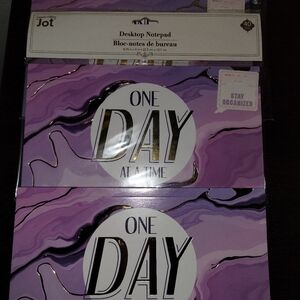 Jot
Desktop Notepad
Bloc-notes de bureau
STAY
ORGANIZED
ONE
DAY
AT A TIME
ONE
DAY